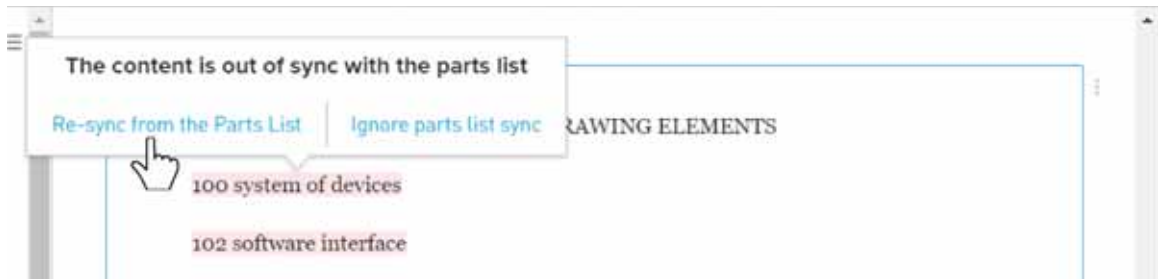 The content is out of sync with the parts list
Re-sync from the Parts List Ignore parts list sync
RAWING ELEMENTS
100 system of devices
102 software interface